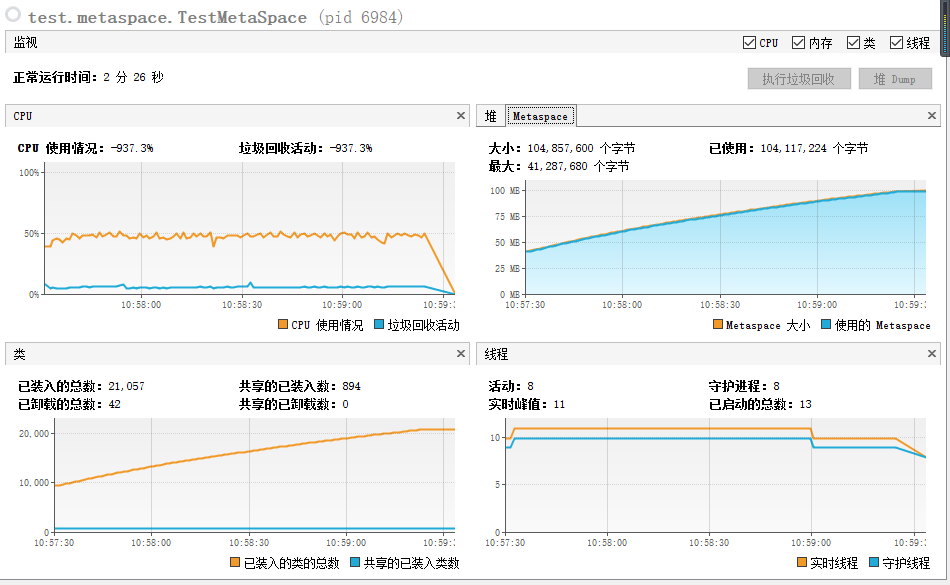 test.metaspace.TestMetaSpace (pid 6984)
监视
CPU 内存 类 线程
正常运行时间：2 分 26 秒
执行垃圾回收 堆 Dump
CPU
CPU 使用情况：-937.3% 垃圾回收活动：-937.3%
100%
50%
0%
10:58:00 10:58:30 10:59:00 10:59:
CPU 使用情况 垃圾回收活动
堆 Metaspace
大小：104,857,600 个字节 已使用：104,117,224 个字节
最大：41,287,680 个字节
100 MB
75 MB
50 MB
25 MB
0 MB
10:57:30 10:58:00 10:58:30 10:59:00 10:59:
Metaspace 大小 使用的 Metaspace
类
已装入的总数：21,057 共享的已装入数：894
已卸载的总数：42 共享的已卸载数：0
20,000
10,000
0
10:57:30 10:58:00 10:58:30 10:59:00 10:59:
已装入的类的总数 共享的已装入类数
线程
活动：8 守护进程：8
实时峰值：11 已启动的总数：13
10
5
0
10:57:30 10:58:00 10:58:30 10:59:00 10:59:
实时线程 守护线程